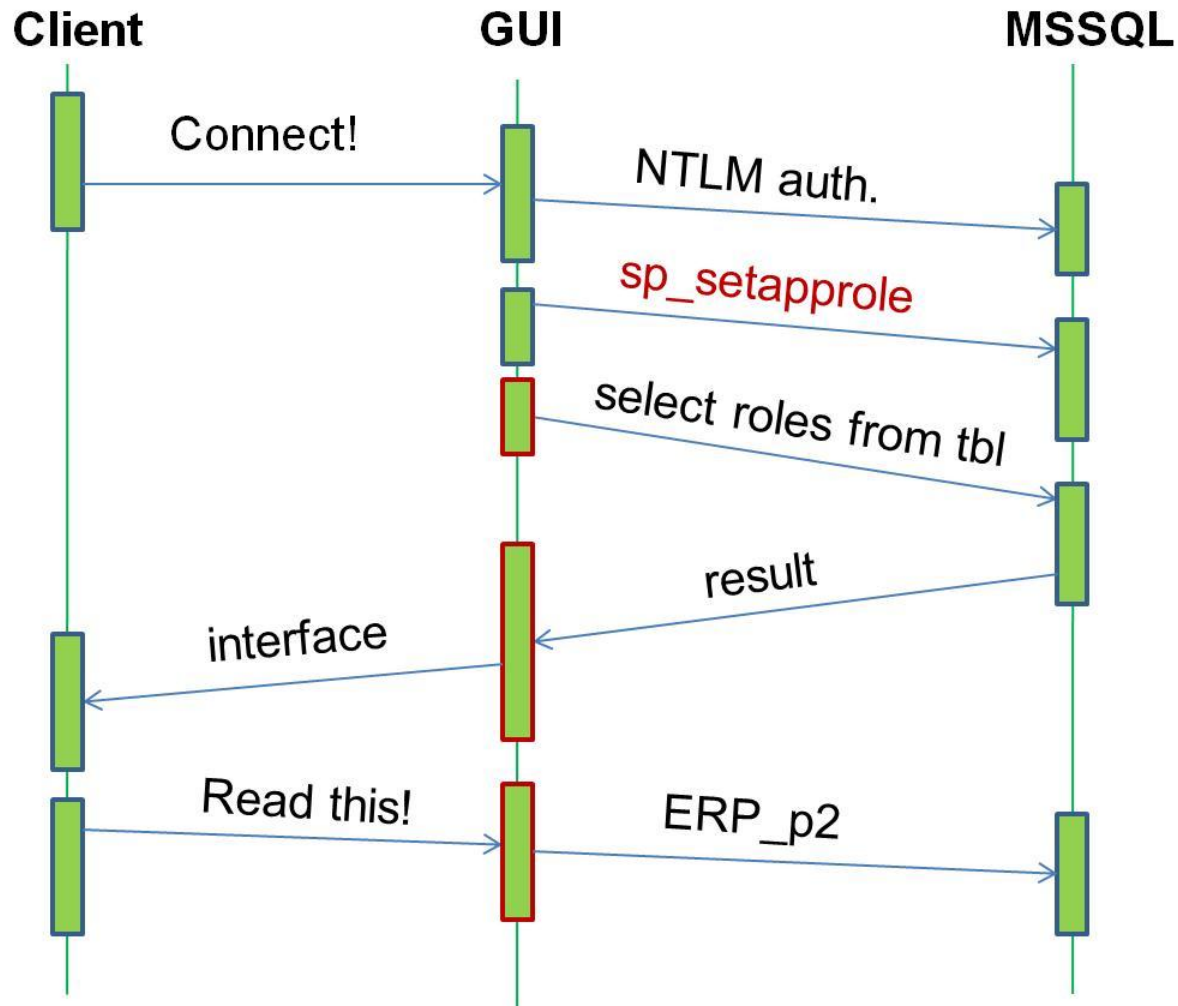 Client GUI MSSQL
Connect!
NTLM auth.
sp_setapprole
select roles from tbl
result
interface
Read this!
ERP_p2